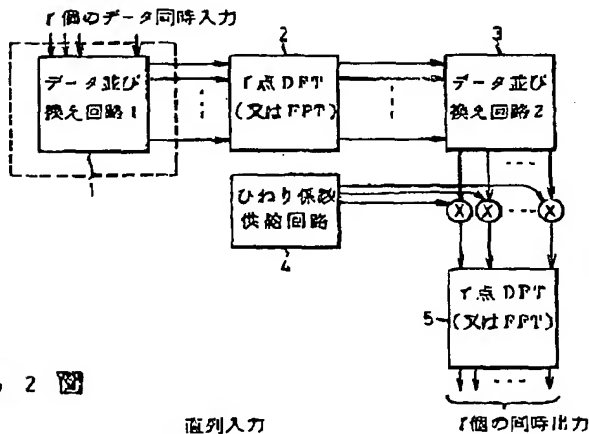 r個のデータ同時入力
データ並び
換え回路1
1
2
r点DFT
(又はFFT)
3
データ並び
換え回路2
ひねり係数
供給回路
4
×
×
×
r点DFT
(又はFFT)
5
2 図
直列入力
r個の同時出力